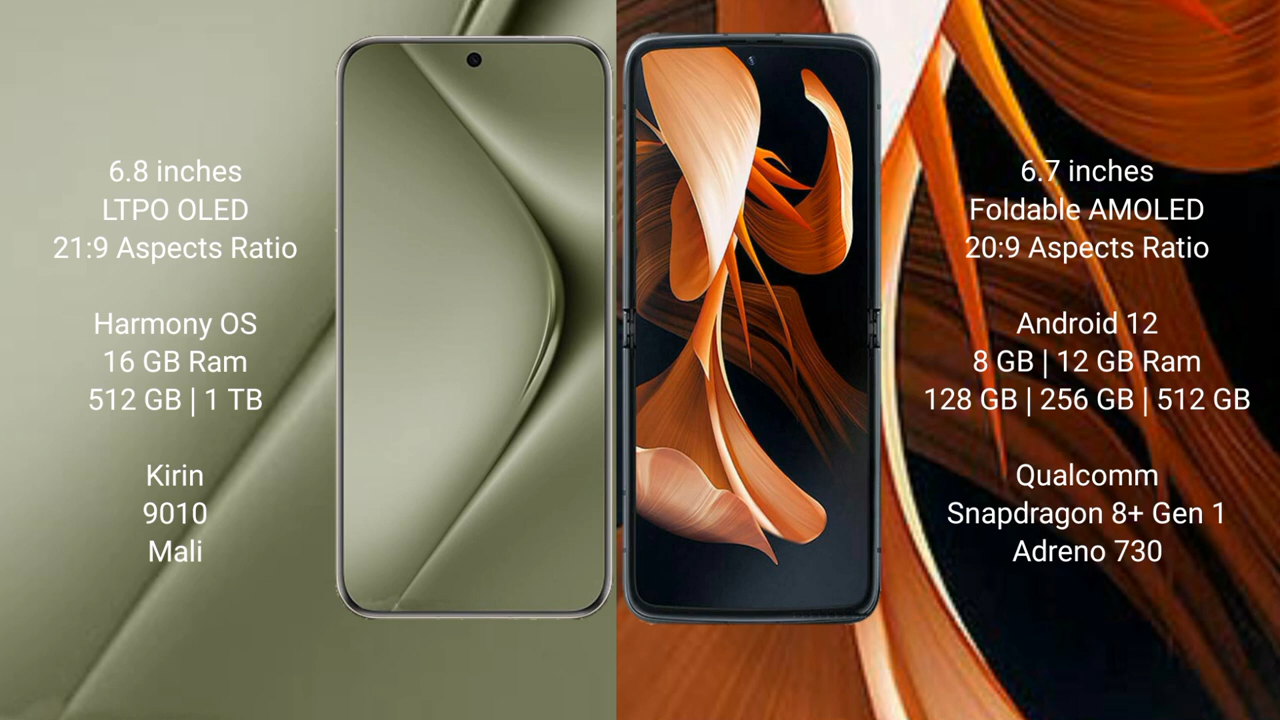 6.8 inches
LTPO OLED
21:9 Aspects Ratio
Harmony OS
16 GB Ram
512 GB | 1 TB
Kirin
9010
Mali
6.7 inches
Foldable AMOLED
20:9 Aspects Ratio
Android 12
8 GB | 12 GB Ram
128 GB | 256 GB | 512 GB
Qualcomm
Snapdragon 8+ Gen 1
Adreno 730